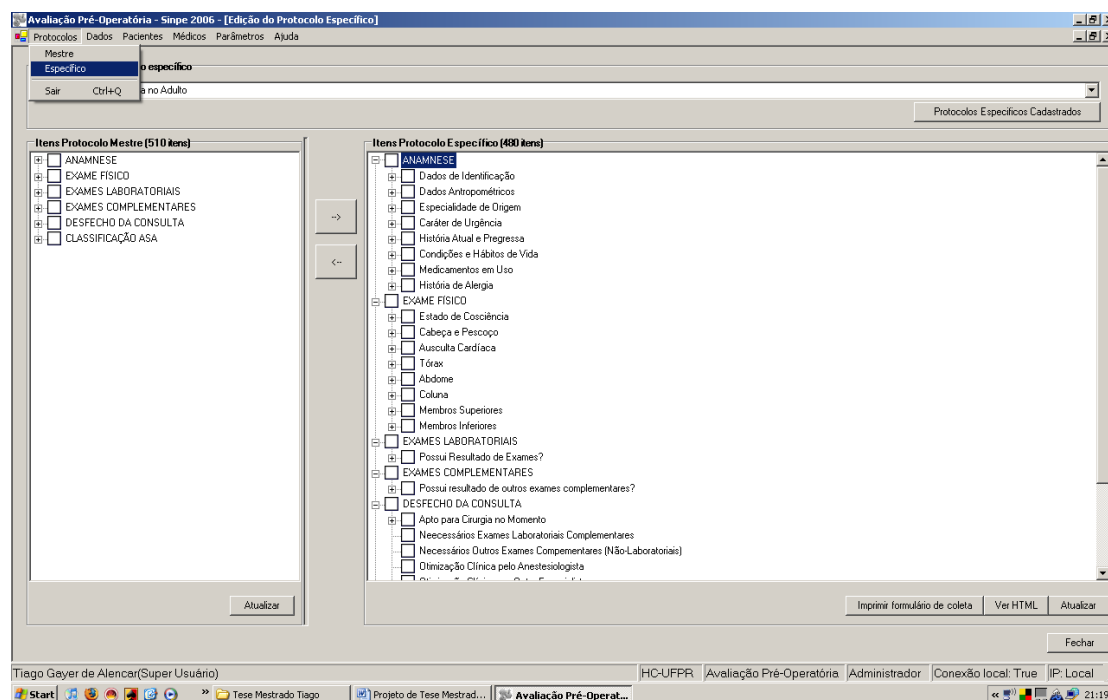 Avaliação Pré-Operatória - Sinpe 2006 - [Edição do Protocolo Específico]
Protocolos Dados Pacientes Médicos Parâmetros Ajuda
Mestre
Específico
Sair Ctrl+Q
o específico
no Adulto
Protocolos Especificos Cadastrados
Itens Protocolo Mestre (510 itens)
ANAMNESE
EXAME FÍSICO
EXAMES LABORATORIAIS
EXAMES COMPLEMENTARES
DESFECHO DA CONSULTA
CLASSIFICAÇÃO ASA
-->
<--
Atualizar
Itens Protocolo Específico (480 itens)
ANAMNESE
Dados de Identificação
Dados Antropométricos
Especialidade de Origem
Caráter de Urgência
História Atual e Pregressa
Condições e Hábitos de Vida
Medicamentos em Uso
História de Alergia
EXAME FÍSICO
Estado de Cosciência
Cabeça e Pescoço
Ausculta Cardíaca
Tórax
Abdome
Coluna
Membros Superiores
Membros Inferiores
EXAMES LABORATORIAIS
Possui Resultado de Exames?
EXAMES COMPLEMENTARES
Possui resultado de outros exames complementares?
DESFECHO DA CONSULTA
Apto para Cirurgia no Momento
Neecessários Exames Laboratoriais Complementares
Necessários Outros Exames Compementares (Não-Laboratoriais)
Otimização Clínica pelo Anestesiologista
Imprimir formulário de coleta Ver HTML Atualizar
Fechar
Tiago Gayer de Alencar(Super Usuário) HC-UFPR Avaliação Pré-Operatória Administrador Conexão local: True IP: Local
Start » Tese Mestrado Tiago Projeto de Tese Mestrad... Avaliação Pré-Operat... « 21:19